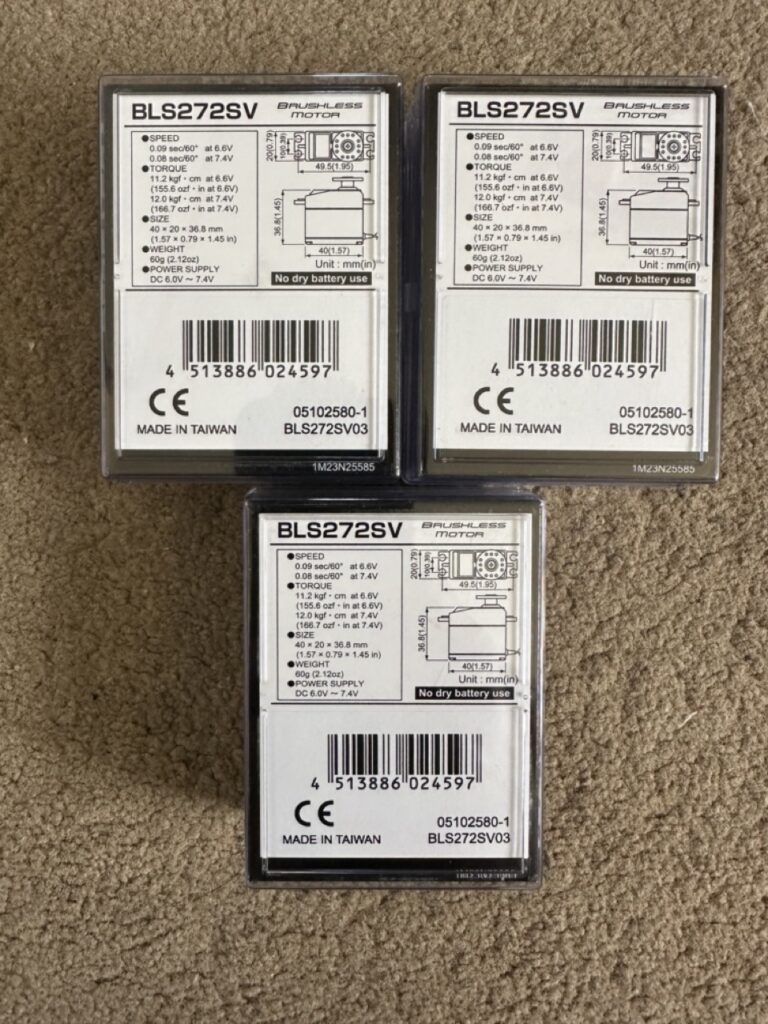 BLS272SV BRUSHLESS MOTOR
●SPEED
0.09 sec/60° at 6.6V
0.08 sec/60° at 7.4V
●TORQUE
11.2 kgf・cm at 6.6V
(155.6 ozf・in at 6.6V)
12.0 kgf・cm at 7.4V
(166.7 ozf・in at 7.4V)
●SIZE
40 × 20 × 36.8 mm
(1.57 × 0.79 × 1.45 in)
●WEIGHT
60g (2.12oz)
●POWER SUPPLY
DC 6.0V ~ 7.4V
20(0.79)
10(0.39)
49.5(1.95)
36.8(1.45)
40(1.57)
Unit : mm(in)
No dry battery use
4 513886 024597
CE
05102580-1
MADE IN TAIWAN BLS272SV03
1M23N25585
BLS272SV BRUSHLESS MOTOR
●SPEED
0.09 sec/60° at 6.6V
0.08 sec/60° at 7.4V
●TORQUE
11.2 kgf・cm at 6.6V
(155.6 ozf・in at 6.6V)
12.0 kgf・cm at 7.4V
(166.7 ozf・in at 7.4V)
●SIZE
40 × 20 × 36.8 mm
(1.57 × 0.79 × 1.45 in)
●WEIGHT
60g (2.12oz)
●POWER SUPPLY
DC 6.0V ~ 7.4V
20(0.79)
10(0.39)
49.5(1.95)
36.8(1.45)
40(1.57)
Unit : mm(in)
No dry battery use
4 513886 024597
CE
05102580-1
MADE IN TAIWAN BLS272SV03
1M23N25585
BLS272SV BRUSHLESS MOTOR
●SPEED
0.09 sec/60° at 6.6V
0.08 sec/60° at 7.4V
●TORQUE
11.2 kgf・cm at 6.6V
(155.6 ozf・in at 6.6V)
12.0 kgf・cm at 7.4V
(166.7 ozf・in at 7.4V)
●SIZE
40 × 20 × 36.8 mm
(1.57 × 0.79 × 1.45 in)
●WEIGHT
60g (2.12oz)
●POWER SUPPLY
DC 6.0V ~ 7.4V
20(0.79)
10(0.39)
49.5(1.95)
36.8(1.45)
40(1.57)
Unit : mm(in)
No dry battery use
4 513886 024597
CE
05102580-1
MADE IN TAIWAN BLS272SV03